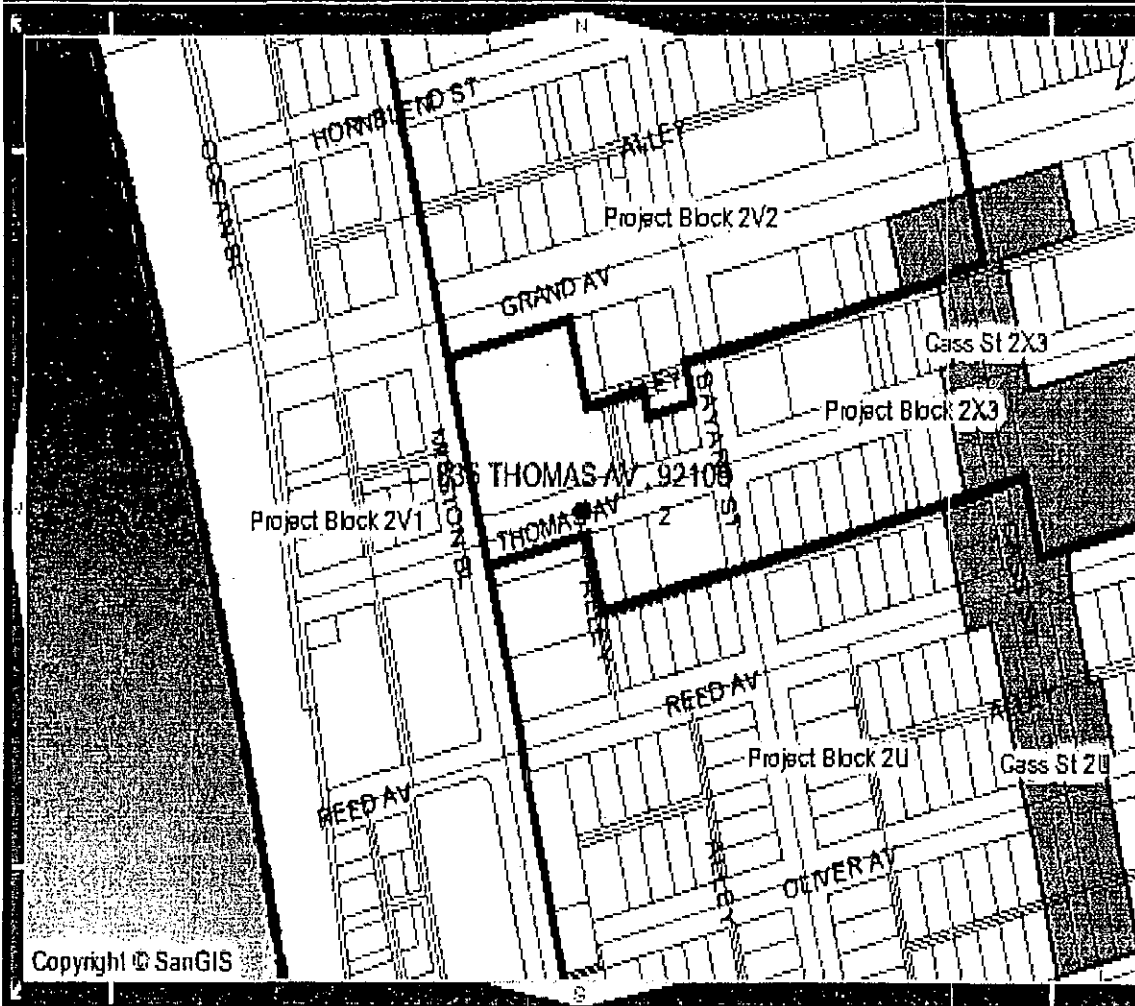 N
HORNBLEND ST
ALLEY
Project Block 2V2
GRAND AV
Cass St 2X3
Project Block 2X3
BAYARD ST
THOMAS AV , 92109
Project Block 2V1
MISSION BL
THOMAS AV
2
REED AV
Project Block 2U
Cass St 2U
ALLEY
REED AV
OLIVER AV
ALLEY
Copyright © SanGIS
S